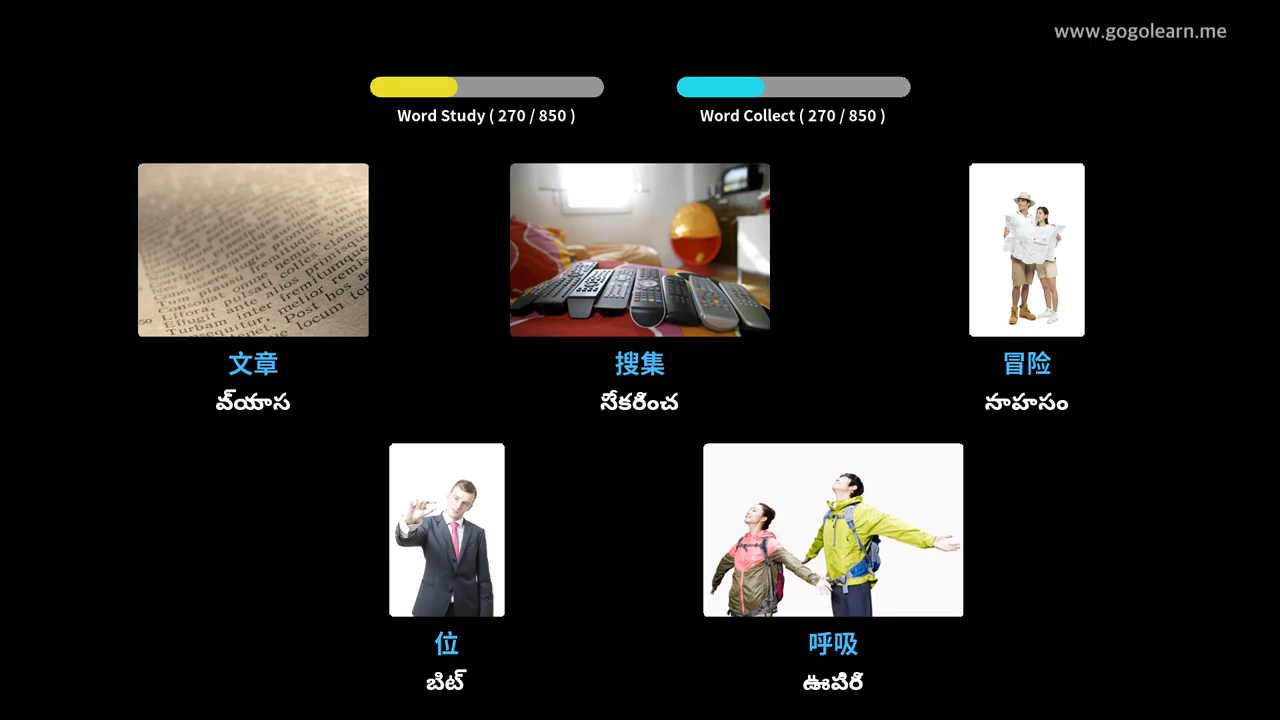 www.gogolearn.me
Word Study ( 270 / 850 )
Word Collect ( 270 / 850 )
文章
వ్యాస
搜集
సేకరించ
冒险
సాహసం
位
బిట్
呼吸
ఊపిరి